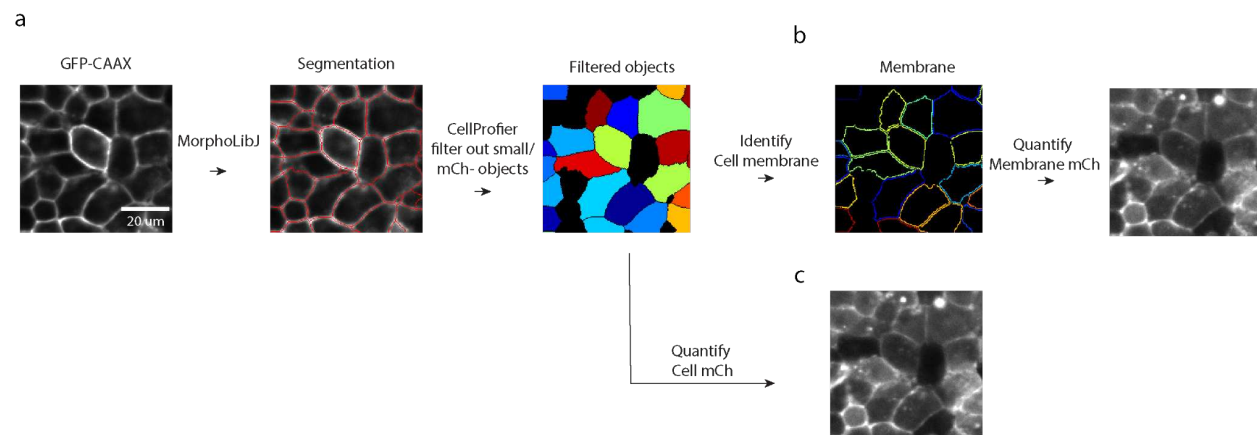 a
b
GFP-CAAX
Segmentation
Filtered objects
Membrane
MorphoLibJ
CellProfier
filter out small/
mCh- objects
Identify
Cell membrane
Quantify
Membrane mCh
20 um
c
Quantify
Cell mCh